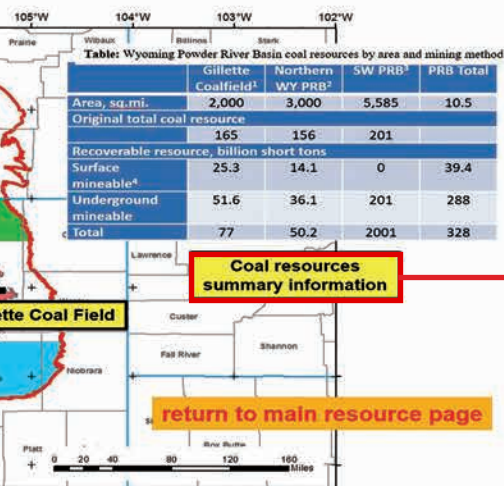 105°W 104°W 103°W 102°W
Prairie Wibaux Billings Stark
Table: Wyoming Powder River Basin coal resources by area and mining method
Gillette Coalfield¹ Northern WY PRB² SW PRB³ PRB Total
Area, sq.mi. 2,000 3,000 5,585 10.5
Original total coal resource
165 156 201
Recoverable resource, billion short tons
Surface mineable⁴ 25.3 14.1 0 39.4
Underground mineable 51.6 36.1 201 288
Total 77 50.2 2001 328
Lawrence
Coal resources
summary information
ette Coal Field
Custer
Fall River
Shannon
Niobrara
return to main resource page
Platt
Box Butte
0 20 40 80 120 160
Miles